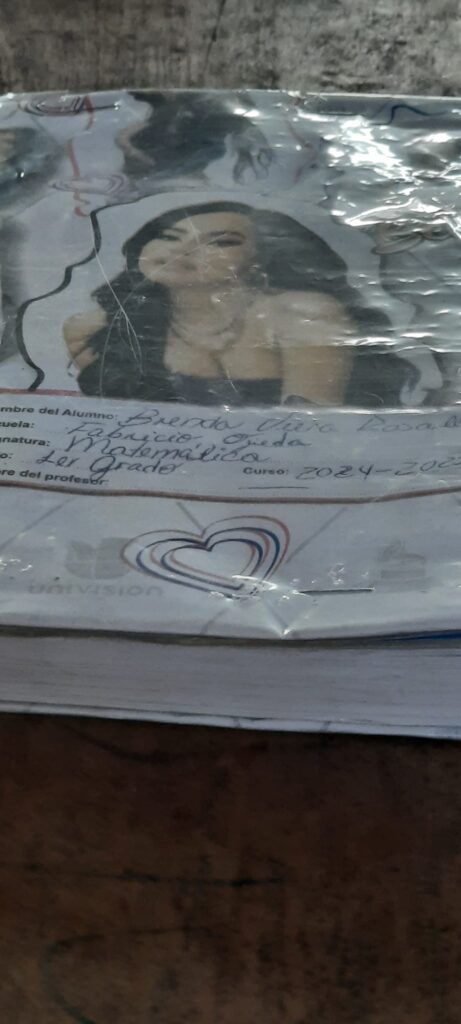 mbre del Alumno: Brenda
uela: Fabricio Ojeda
natura: Matemática
o: 1er Grado Curso: 2024-202
re del profesor:
UNIVISION